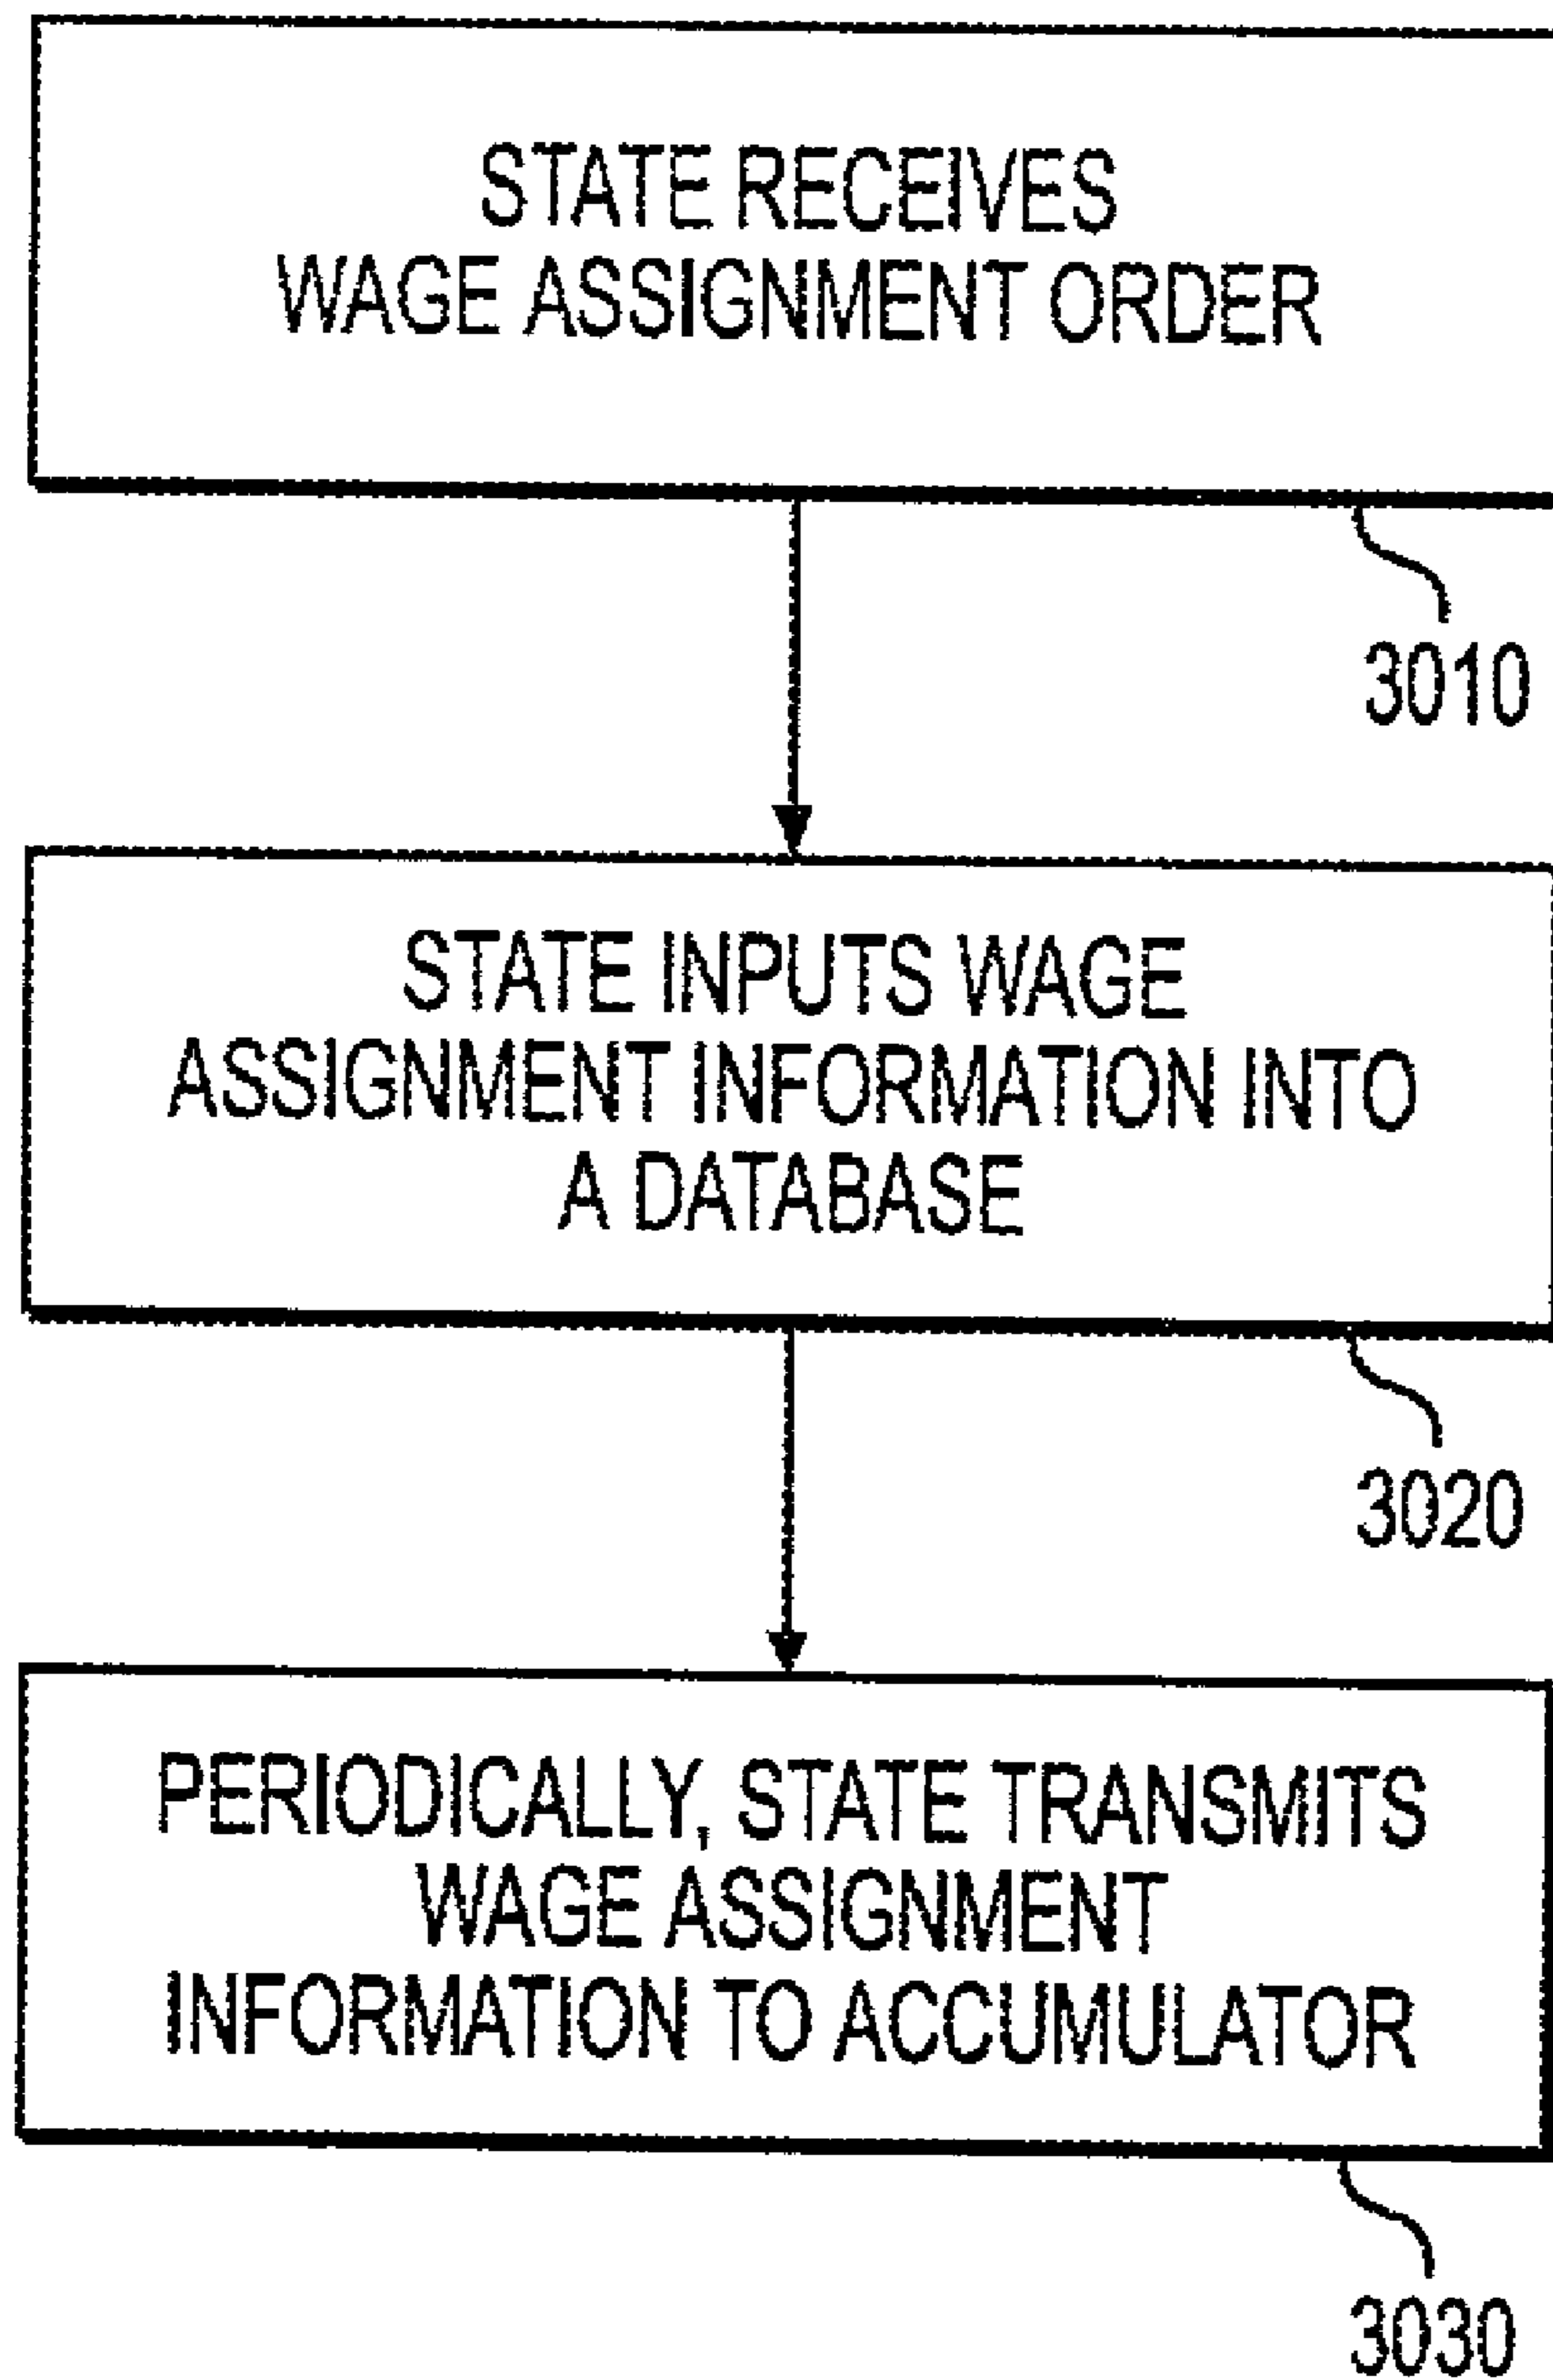 STATE RECEIVES
WAGE ASSIGNMENT ORDER
3010
STATE INPUTS WAGE
ASSIGNMENT INFORMATION INTO
A DATABASE
3020
PERIODICALLY, STATE TRANSMITS
WAGE ASSIGNMENT
INFORMATION TO ACCUMULATOR
3030